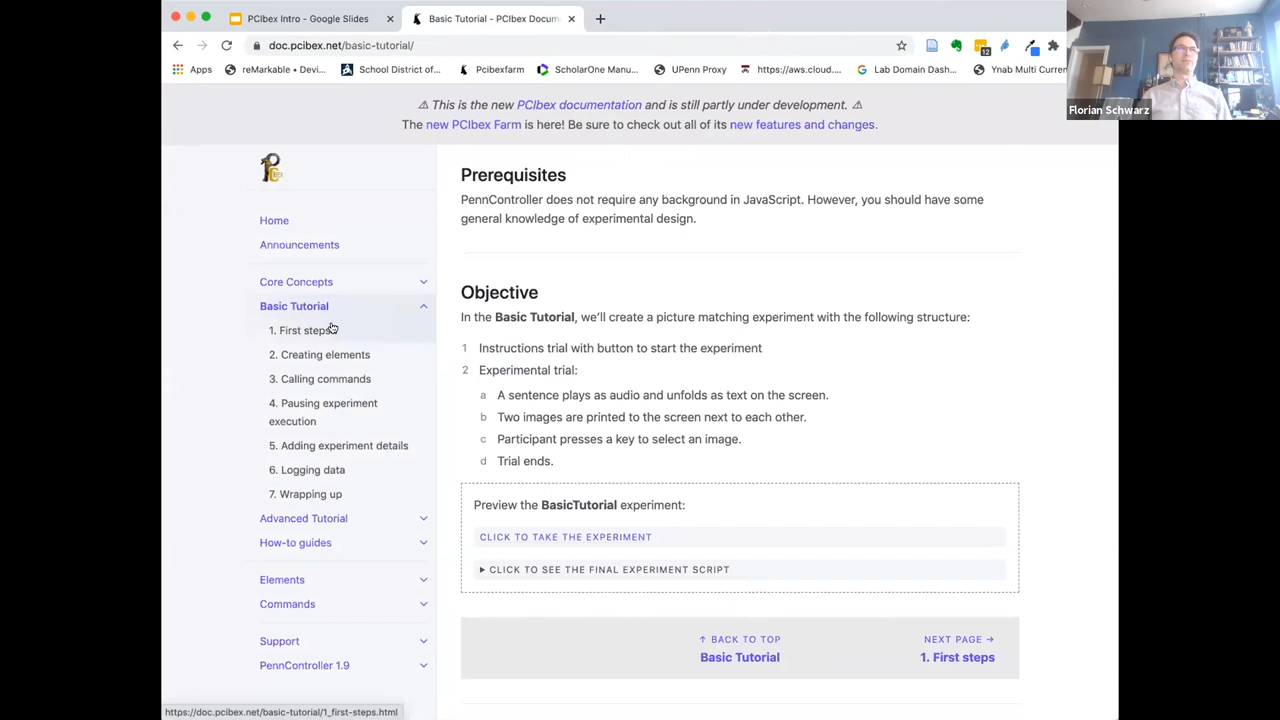 PCIbex Intro - Google Slides
Basic Tutorial - PCIbex Docum
doc.pcibex.net/basic-tutorial/
12
Apps
reMarkable • Devi...
School District of...
Pcibexfarm
ScholarOne Manu...
UPenn Proxy
https://aws.cloud....
Lab Domain Dash...
Ynab Multi Curren
Florian Schwarz
⚠ This is the new PCIbex documentation and is still partly under development. ⚠
The new PCIbex Farm is here! Be sure to check out all of its new features and changes.
Home
Announcements
Core Concepts
Basic Tutorial
1. First steps
2. Creating elements
3. Calling commands
4. Pausing experiment
execution
5. Adding experiment details
6. Logging data
7. Wrapping up
Advanced Tutorial
How-to guides
Elements
Commands
Support
PennController 1.9
Prerequisites
PennController does not require any background in JavaScript. However, you should have some
general knowledge of experimental design.
Objective
In the Basic Tutorial, we'll create a picture matching experiment with the following structure:
1 Instructions trial with button to start the experiment
2 Experimental trial:
a A sentence plays as audio and unfolds as text on the screen.
b Two images are printed to the screen next to each other.
c Participant presses a key to select an image.
d Trial ends.
Preview the BasicTutorial experiment:
CLICK TO TAKE THE EXPERIMENT
▸ CLICK TO SEE THE FINAL EXPERIMENT SCRIPT
↑ BACK TO TOP
Basic Tutorial
NEXT PAGE →
1. First steps
https://doc.pcibex.net/basic-tutorial/1_first-steps.html